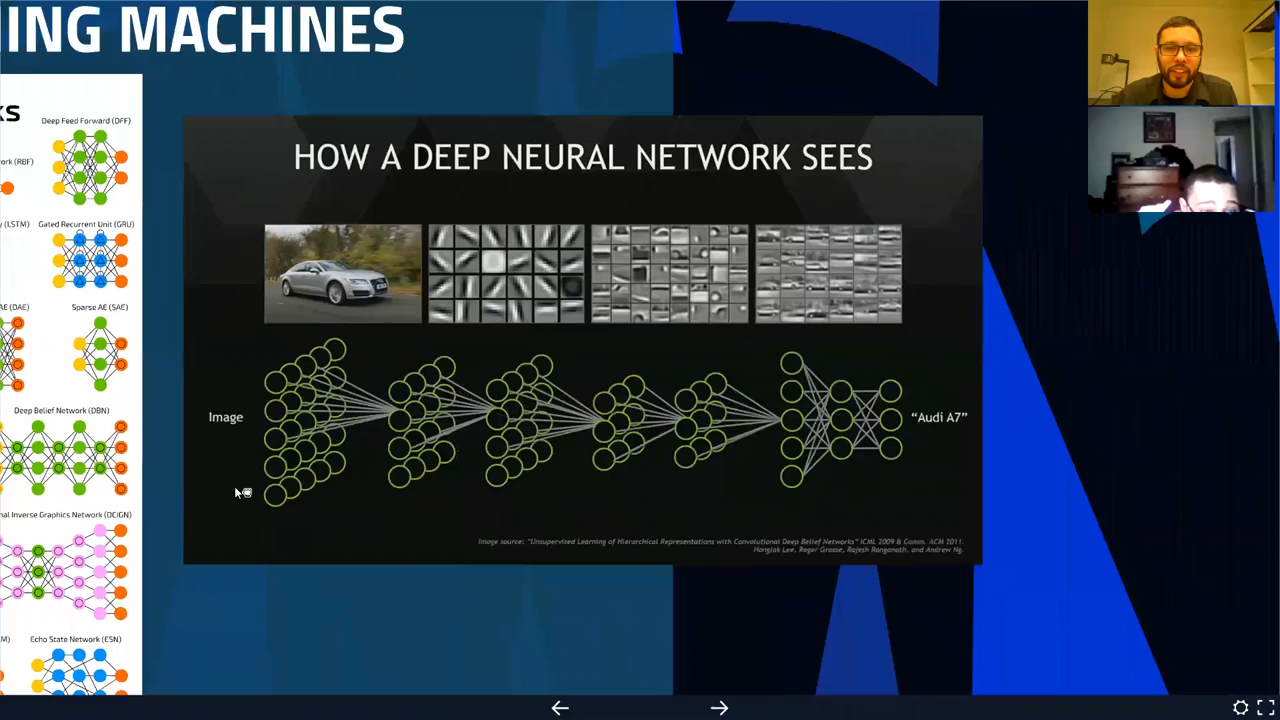 ING MACHINES
KS
Deep Feed Forward (DFF)
ork (RBF)
y (LSTM)
Gated Recurrent Unit (GRU)
AE (DAE)
Sparse AE (SAE)
Deep Belief Network (DBN)
nal Inverse Graphics Network (DCIGN)
M)
Echo State Network (ESN)
HOW A DEEP NEURAL NETWORK SEES
Image
“Audi A7”
Image source: “Unsupervised Learning of Hierarchical Representations with Convolutional Deep Belief Networks” ICML 2009 & Comm. ACM 2011.
Honglak Lee, Roger Grosse, Rajesh Ranganath, and Andrew Ng.